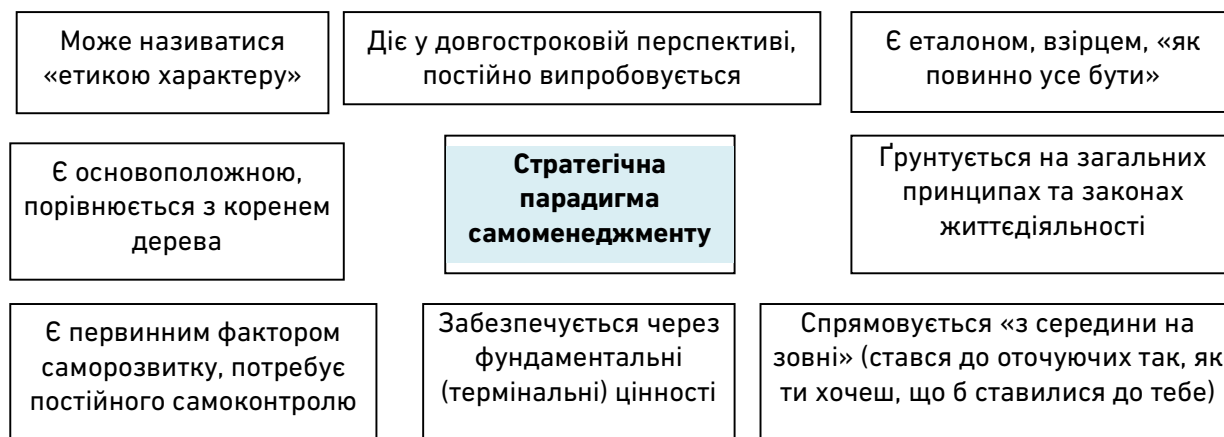 Може називатися
«етикою характеру»
Діє у довгостроковій перспективі,
постійно випробовується
Є еталоном, взірцем, «як
повинно усе бути»
Є основоположною,
порівнюється з коренем
дерева
Стратегічна
парадигма
самоменеджменту
Ґрунтується на загальних
принципах та законах
життєдіяльності
Є первинним фактором
саморозвитку, потребує
постійного самоконтролю
Забезпечується через
фундаментальні
(термінальні) цінності
Спрямовується «з середини на
зовні» (стався до оточуючих так, як
ти хочеш, що б ставилися до тебе)